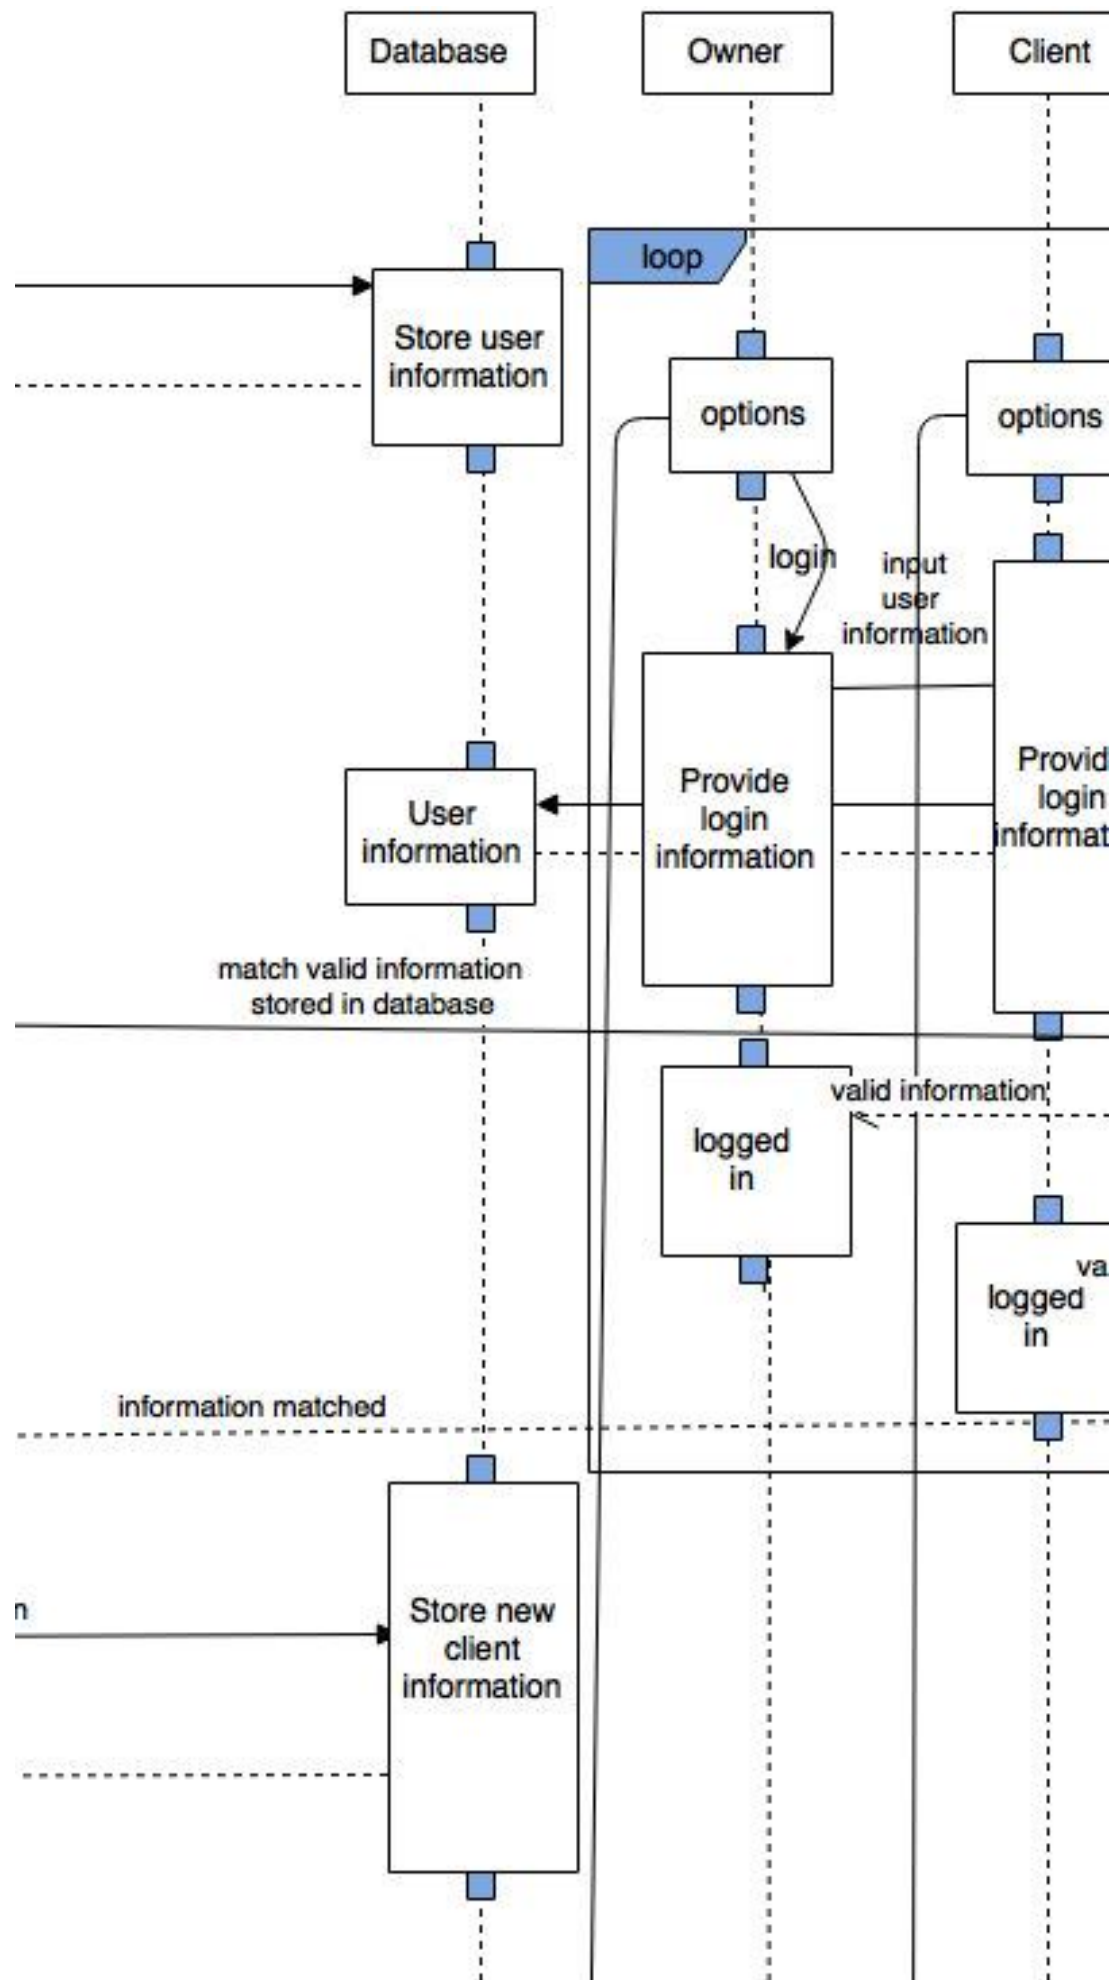 Database
Owner
Client
loop
Store user
information
options
options
login
input
user
information
Provide
login
information
Provid
login
informat
User
information
match valid information
stored in database
valid information
logged
in
va
logged
in
information matched
n
Store new
client
information